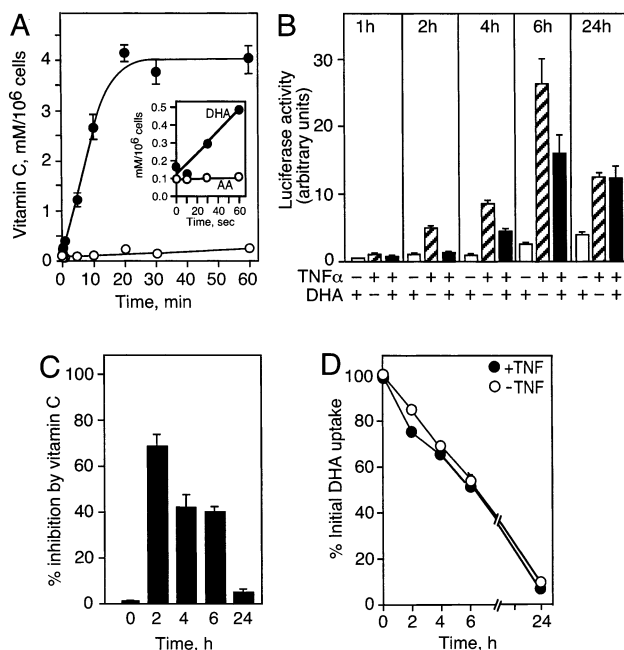 A
Vitamin C, mM/10⁶ cells
5
4
3
2
1
0
0 10 20 30 40 50 60
Time, min
mM/10⁶ cells
0.5
0.4
0.3
0.2
0.1
0.0
DHA
AA
0 20 40 60
Time, sec
B
1h 2h 4h 6h 24h
Luciferase activity
(arbitrary units)
30
20
10
0
TNFα − + + − + + − + + − + + − + +
DHA + − + + − + + − + + − + + − +
C
% inhibition by vitamin C
100
80
60
40
20
0
0 2 4 6 24
Time, h
D
+TNF
-TNF
% Initial DHA uptake
100
80
60
40
20
0
0 2 4 6 24
Time, h